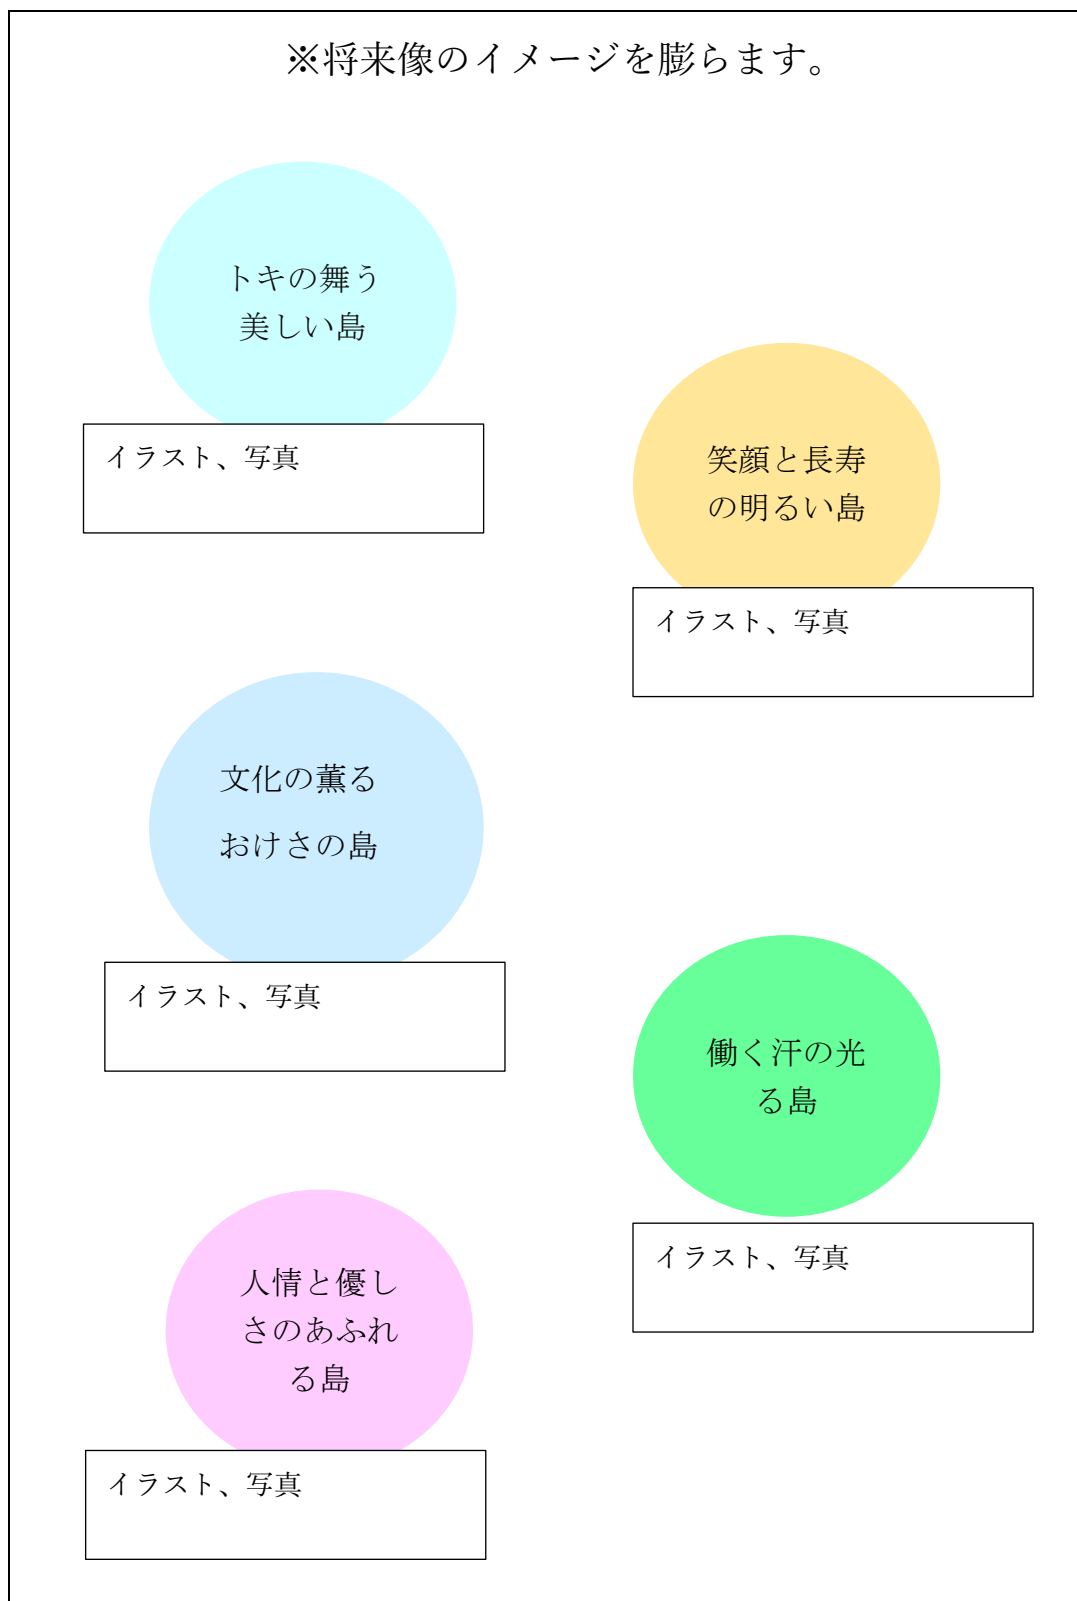 ※将来像のイメージを膨らます。
トキの舞う
美しい島
イラスト、写真
笑顔と長寿
の明るい島
イラスト、写真
文化の薫る
おけさの島
イラスト、写真
働く汗の光
る島
イラスト、写真
人情と優し
さのあふれ
る島
イラスト、写真